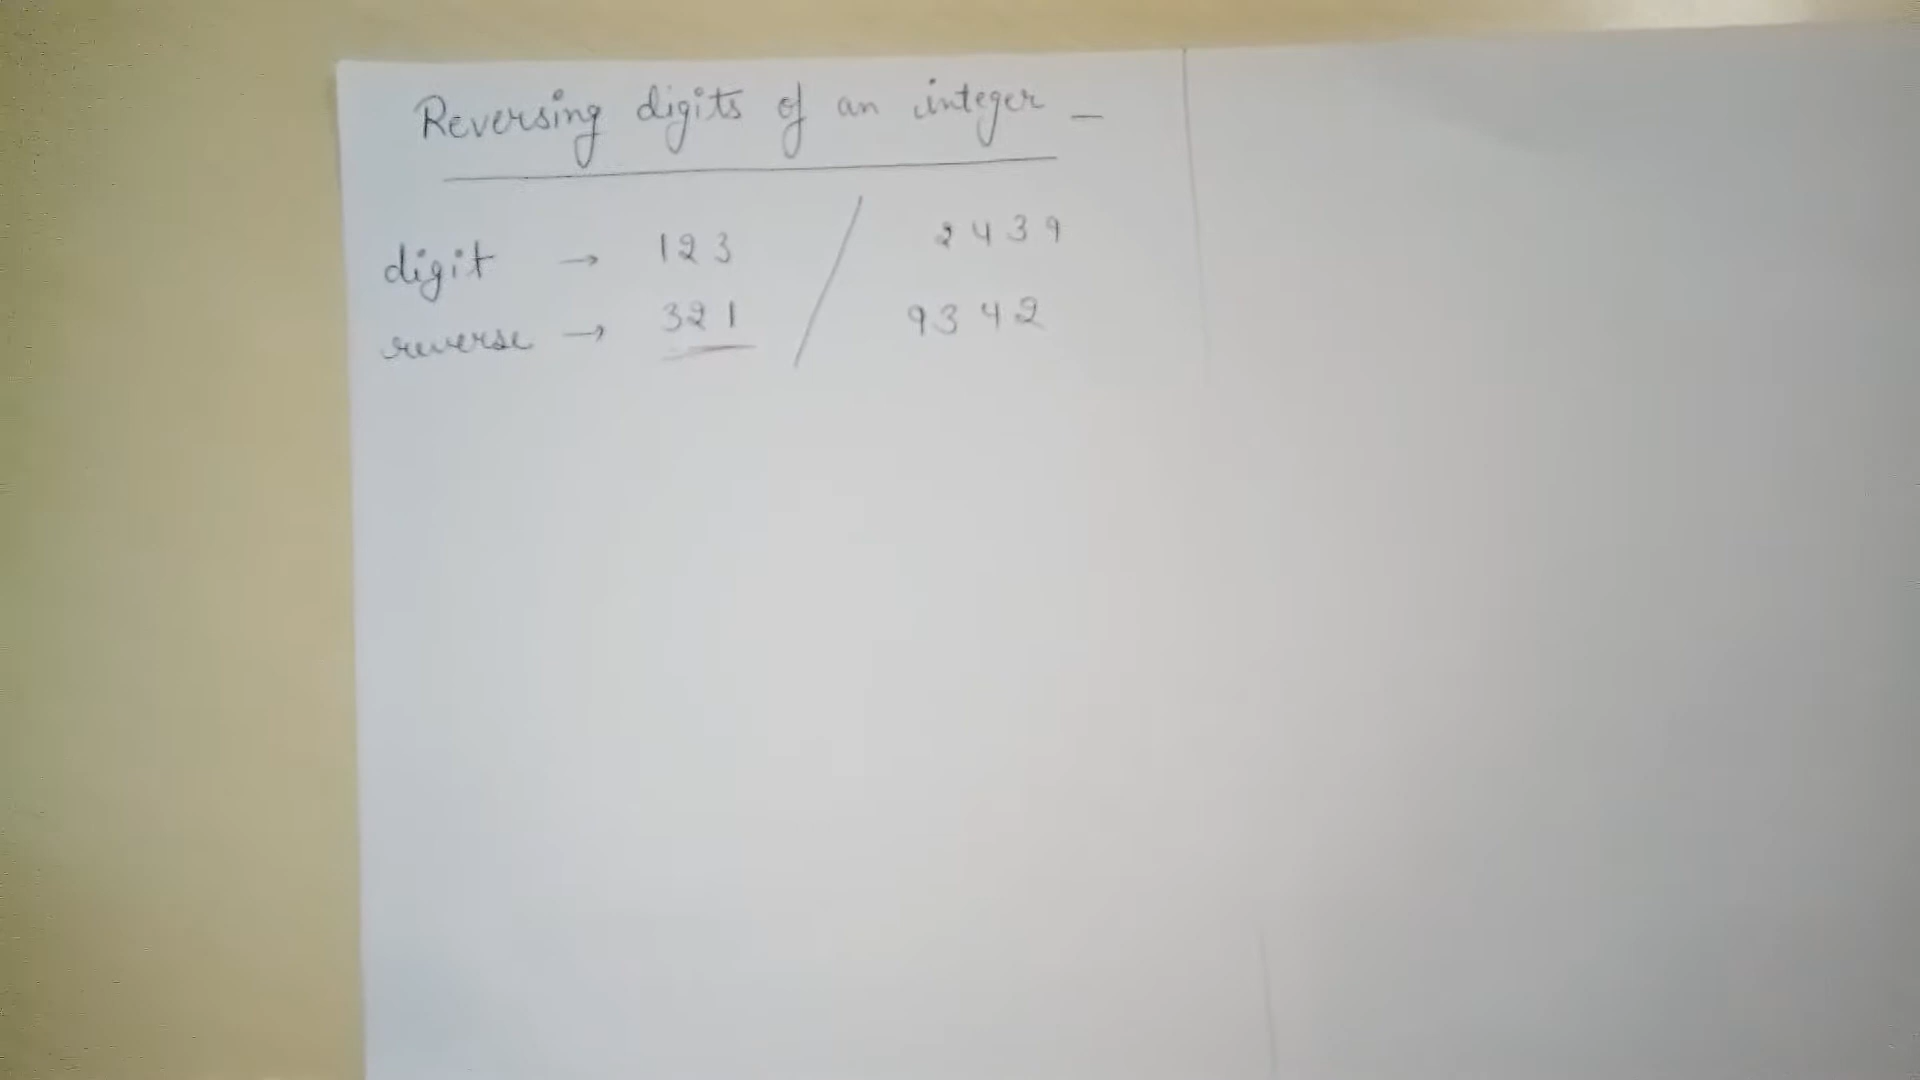 Reversing digits of an integer -
digit → 123 / 2439
reverse → 321 / 9342